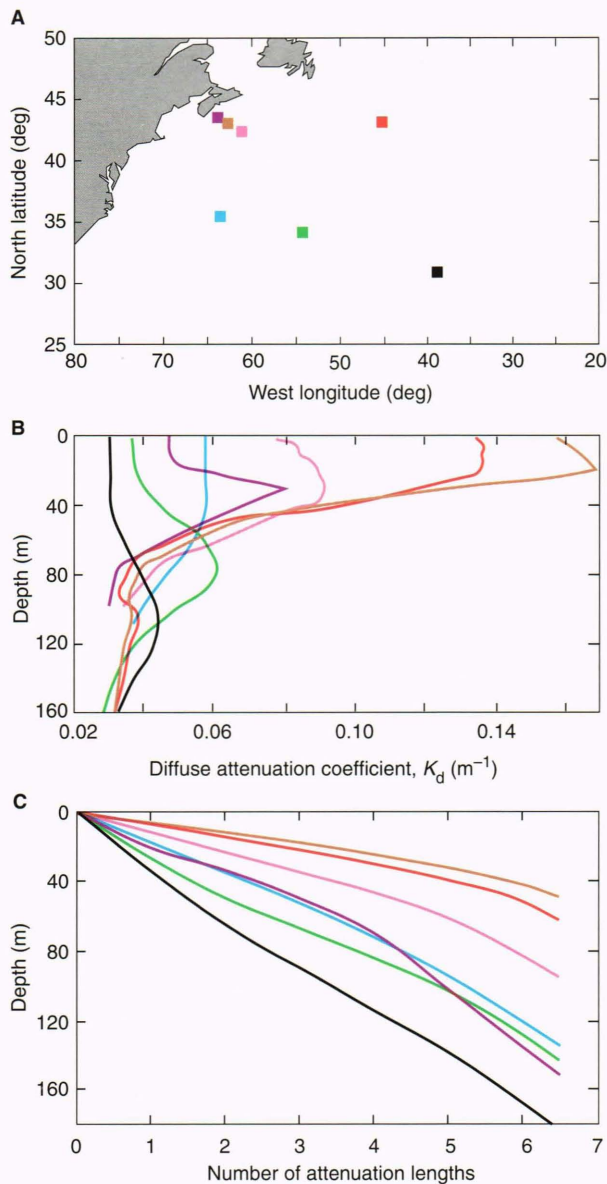 A
50
45
40
35
30
25
North latitude (deg)
80 70 60 50 40 30 20
West longitude (deg)
B
0
40
80
120
160
Depth (m)
0.02 0.06 0.10 0.14
Diffuse attenuation coefficient, K_d (m⁻¹)
C
0
40
80
120
160
Depth (m)
0 1 2 3 4 5 6 7
Number of attenuation lengths